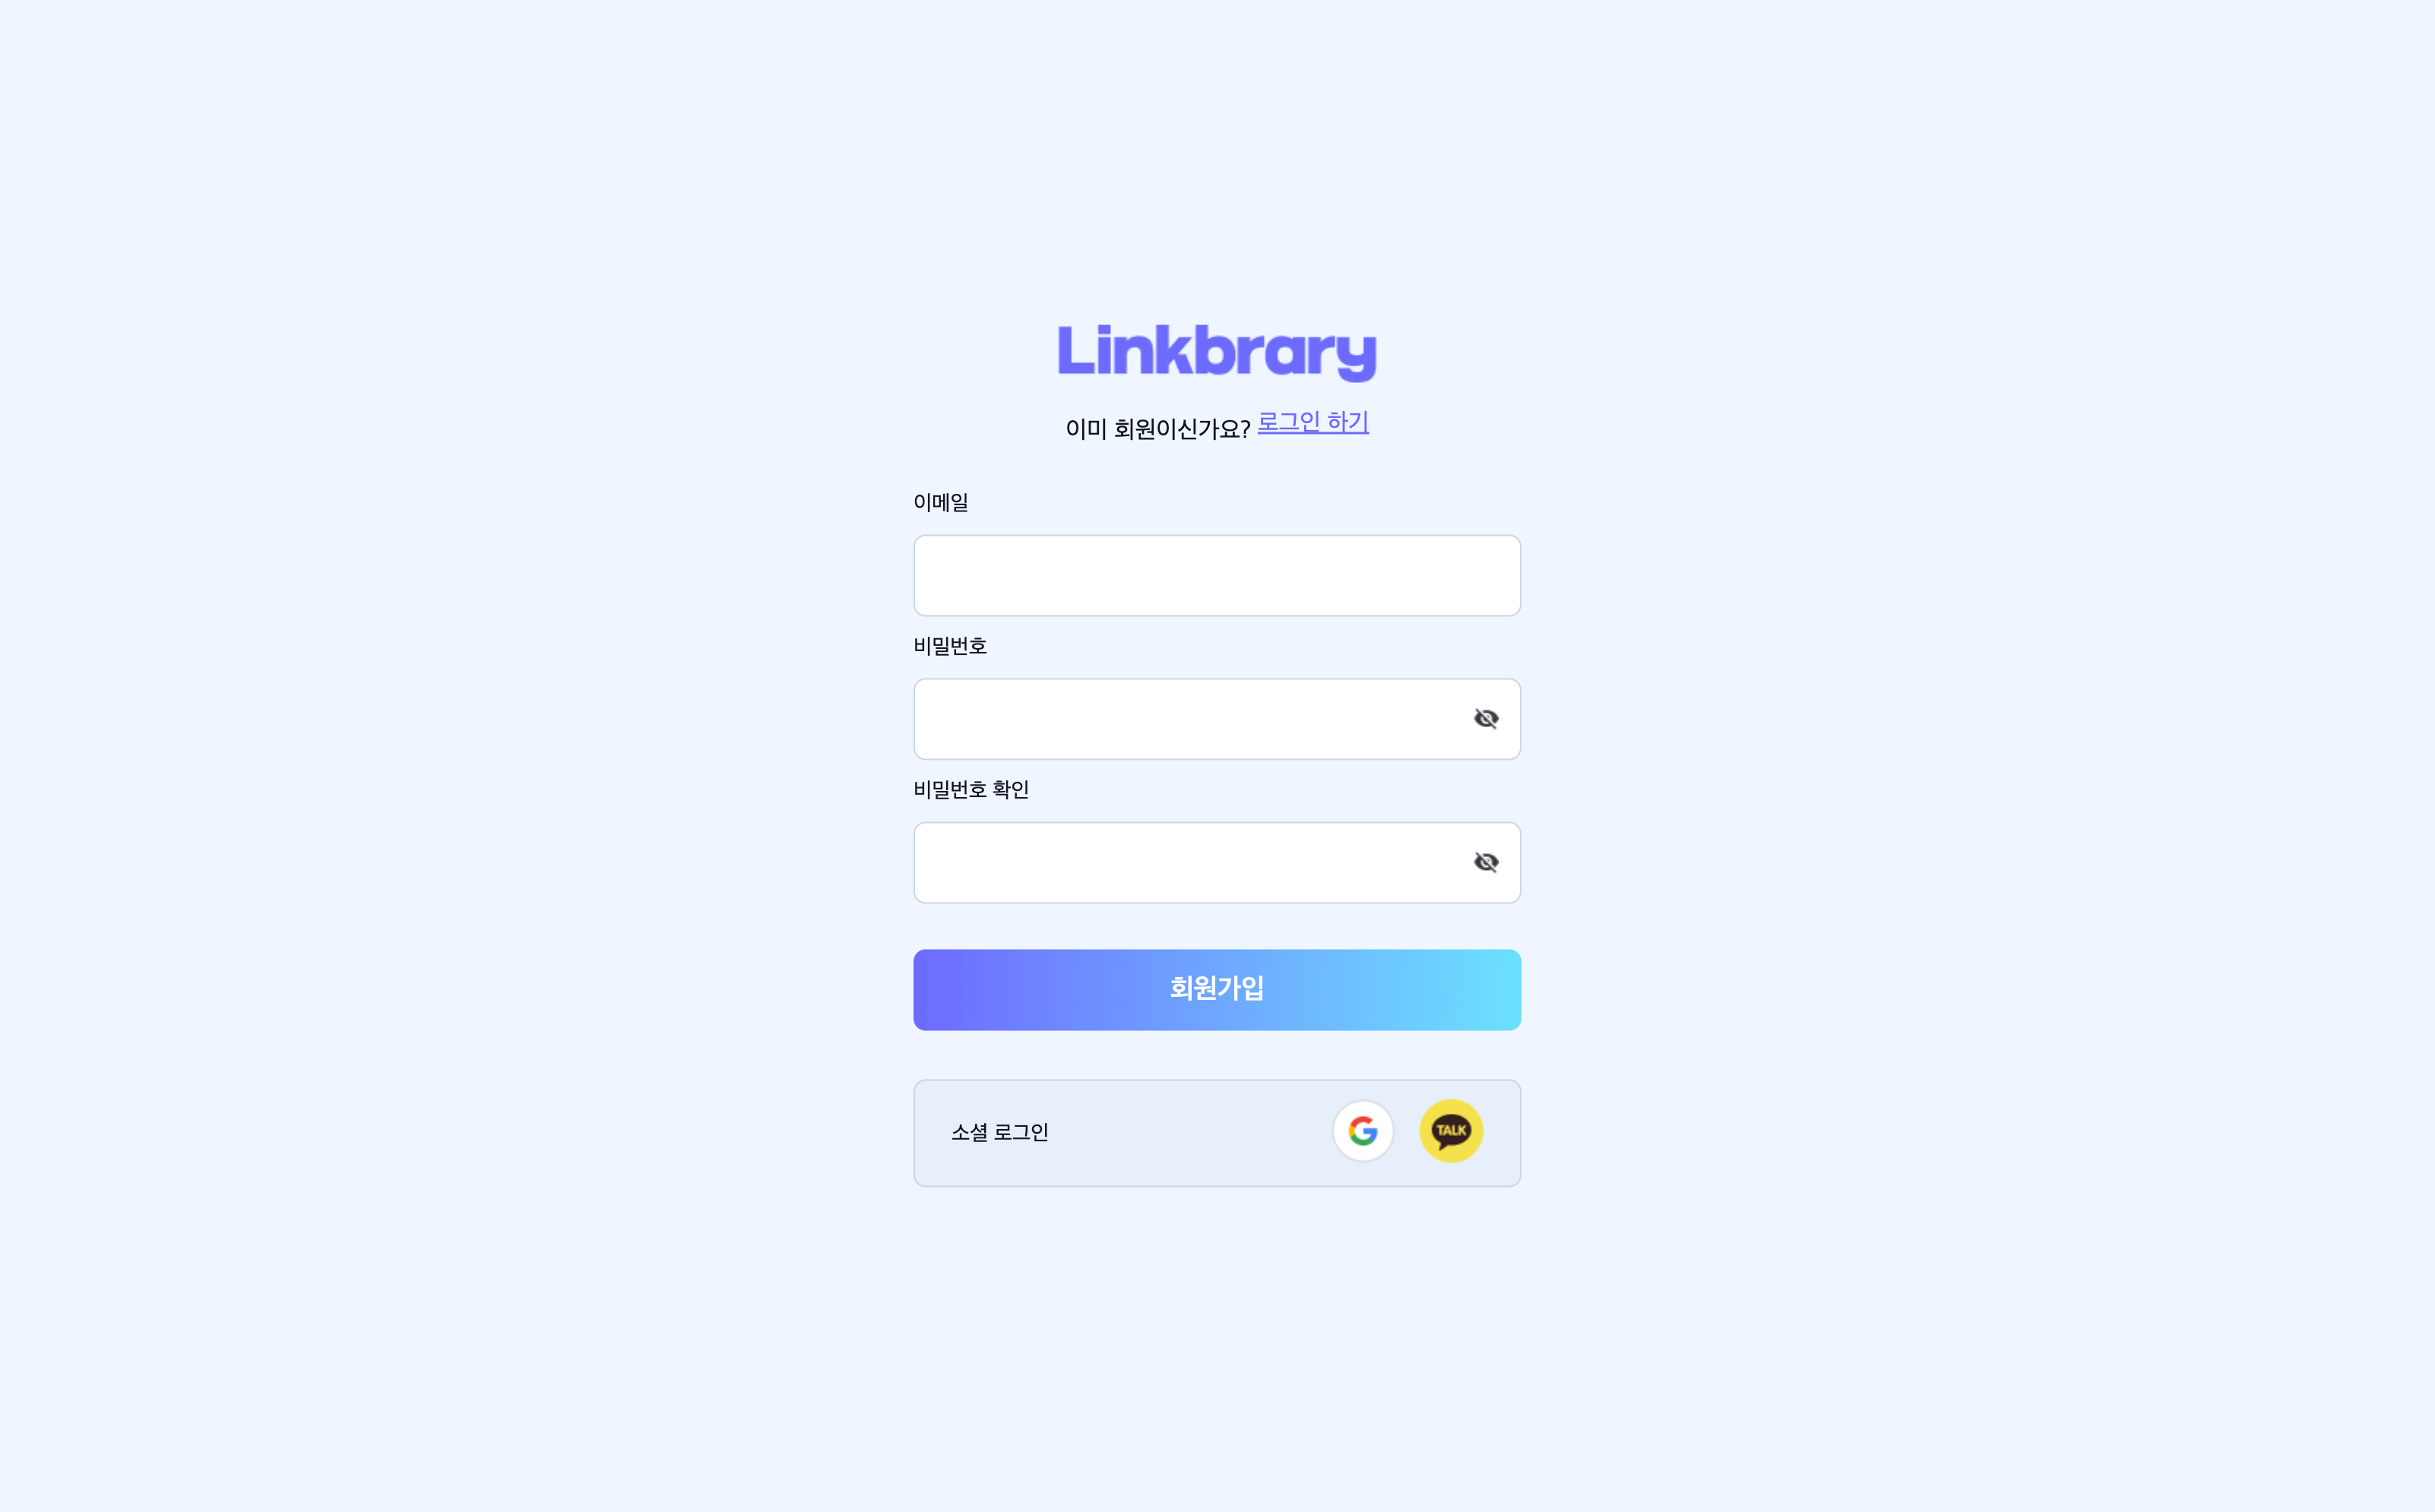 Linkbrary
이미 회원이신가요? 로그인 하기
이메일
비밀번호
비밀번호 확인
회원가입
소셜 로그인
G
TALK